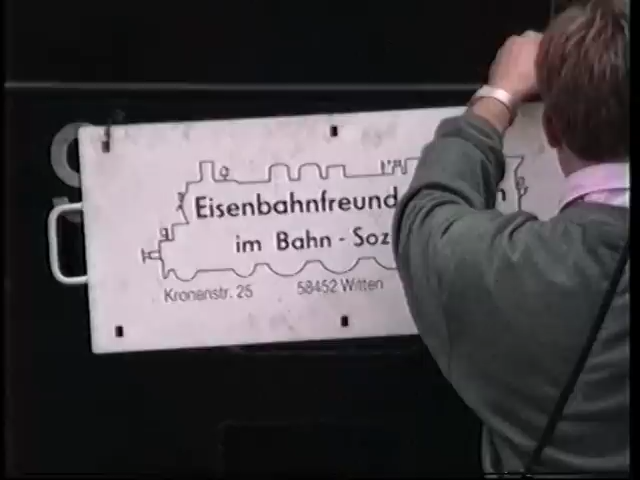 Eisenbahnfreund
im Bahn - Soz
Kronenstr. 25 58452 Witten